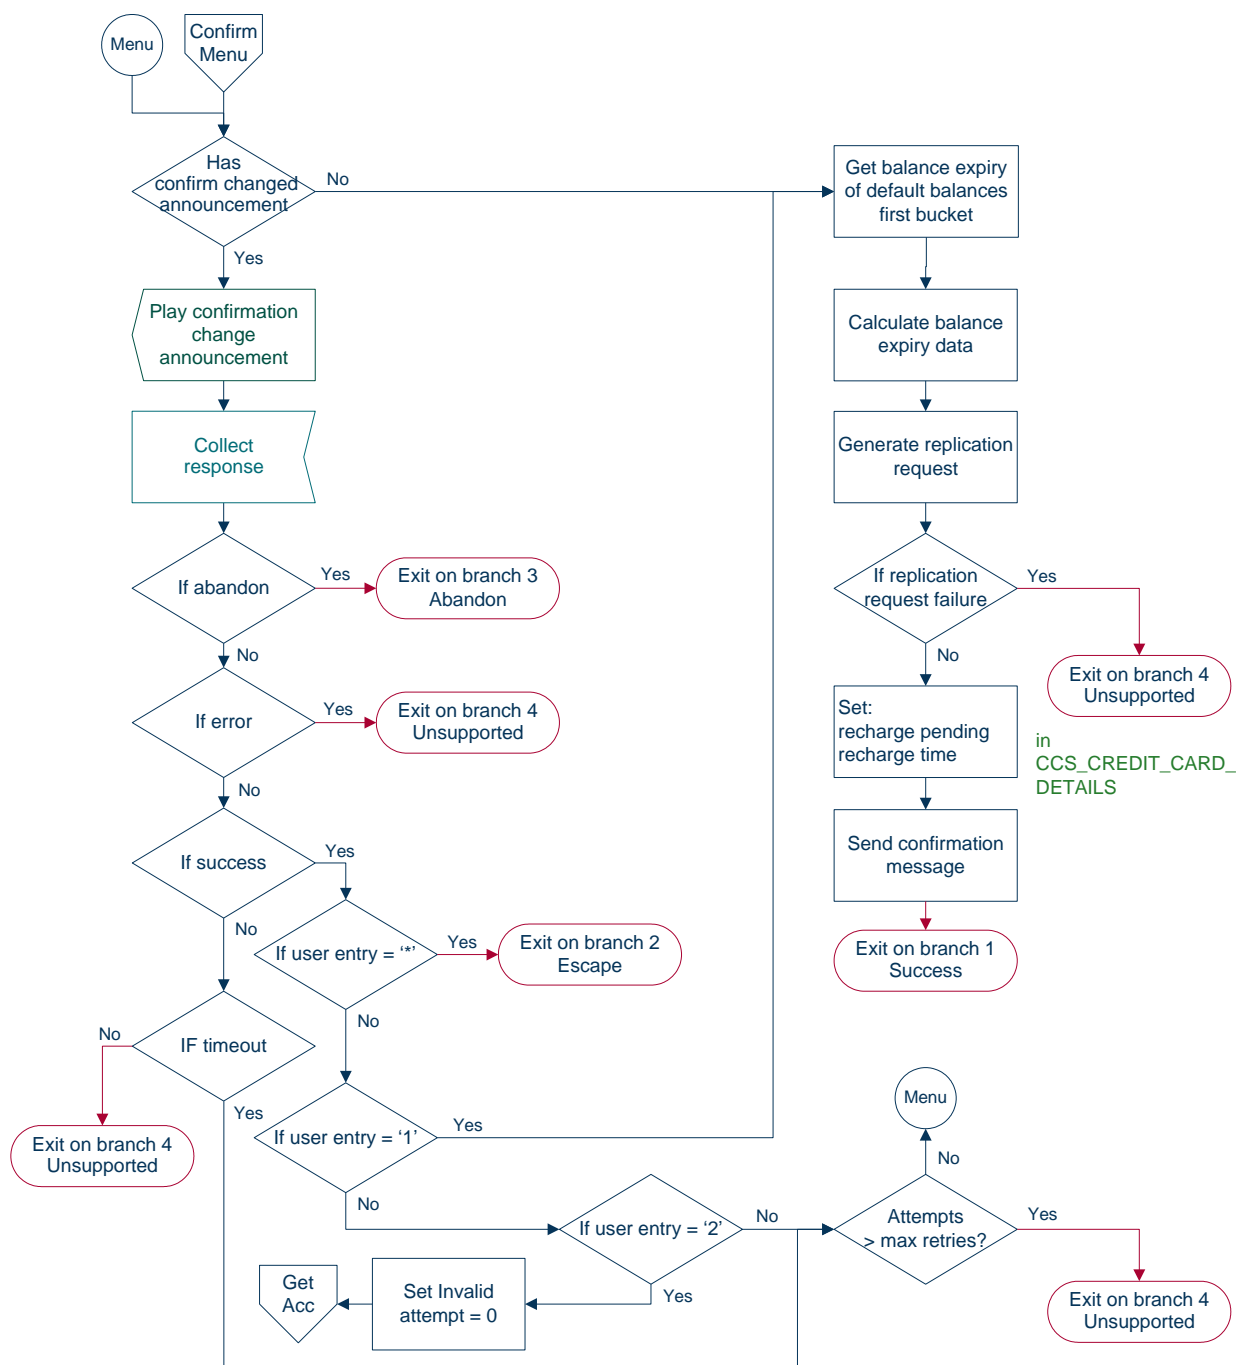 Menu
Confirm
Menu
Has
confirm changed
announcement
No
Yes
Get balance expiry
of default balances
first bucket
Play confirmation
change
announcement
Calculate balance
expiry data
Collect
response
Generate replication
request
If abandon
Yes
Exit on branch 3
Abandon
No
If replication
request failure
Yes
No
Exit on branch 4
Unsupported
If error
Yes
Exit on branch 4
Unsupported
No
Set:
recharge pending
recharge time
in
CCS_CREDIT_CARD_
DETAILS
If success
Yes
No
Send confirmation
message
If user entry = ‘*’
Yes
Exit on branch 2
Escape
No
Exit on branch 1
Success
IF timeout
No
Yes
Exit on branch 4
Unsupported
If user entry = ‘1’
Yes
No
Menu
No
If user entry = ‘2’
No
Yes
Attempts
> max retries?
Yes
Exit on branch 4
Unsupported
Set Invalid
attempt = 0
Get
Acc